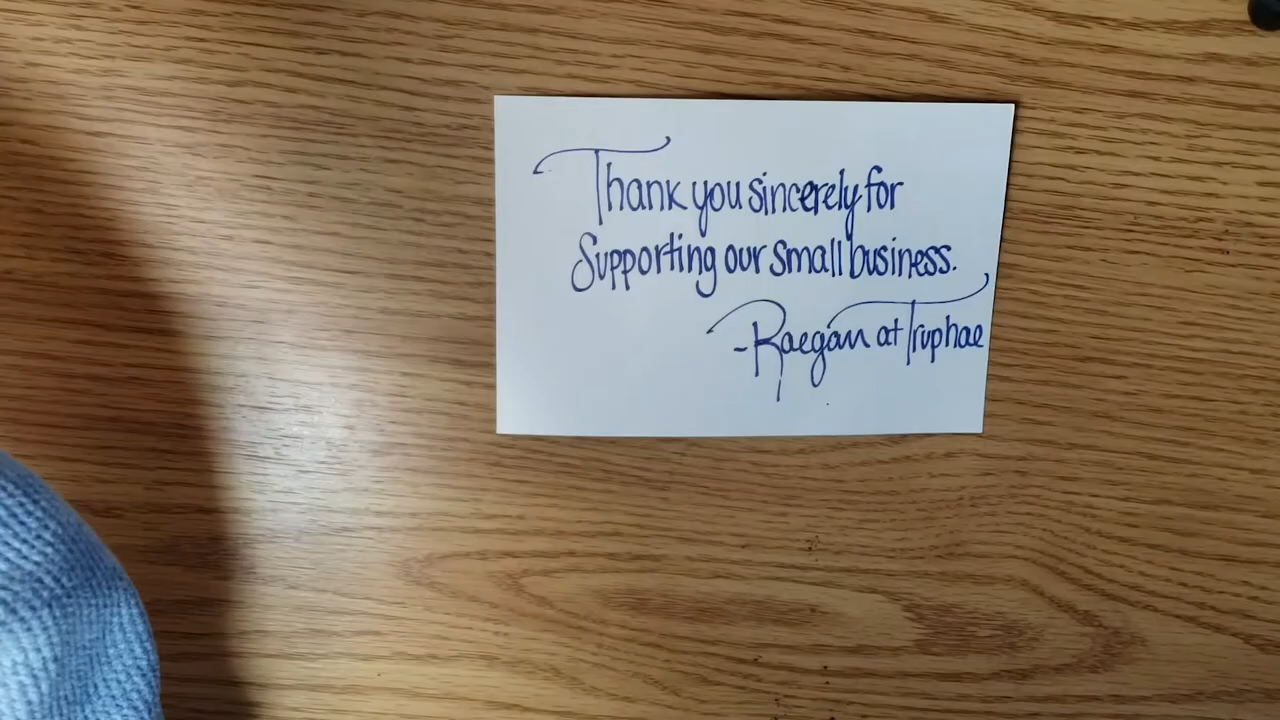 Thank you sincerely for
Supporting our small business.
-Raegan at Truphae